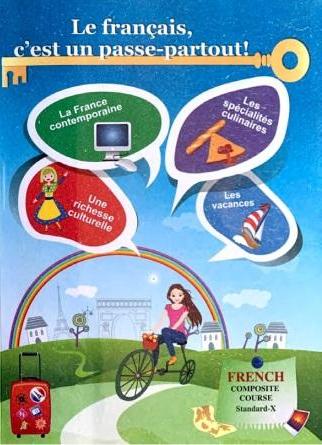 Le français,
c'est un passe-partout!
La France
contemporaine
Les
spécialités
culinaires
Une
richesse
culturelle
Les
vacances
FRENCH
COMPOSITE
COURSE
Standard-X